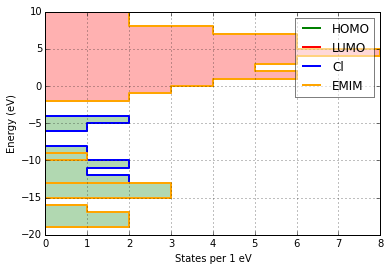 10
5
0
−5
−10
−15
−20
Energy (eV)
HOMO
LUMO
Cl
EMIM
0 1 2 3 4 5 6 7 8
States per 1 eV